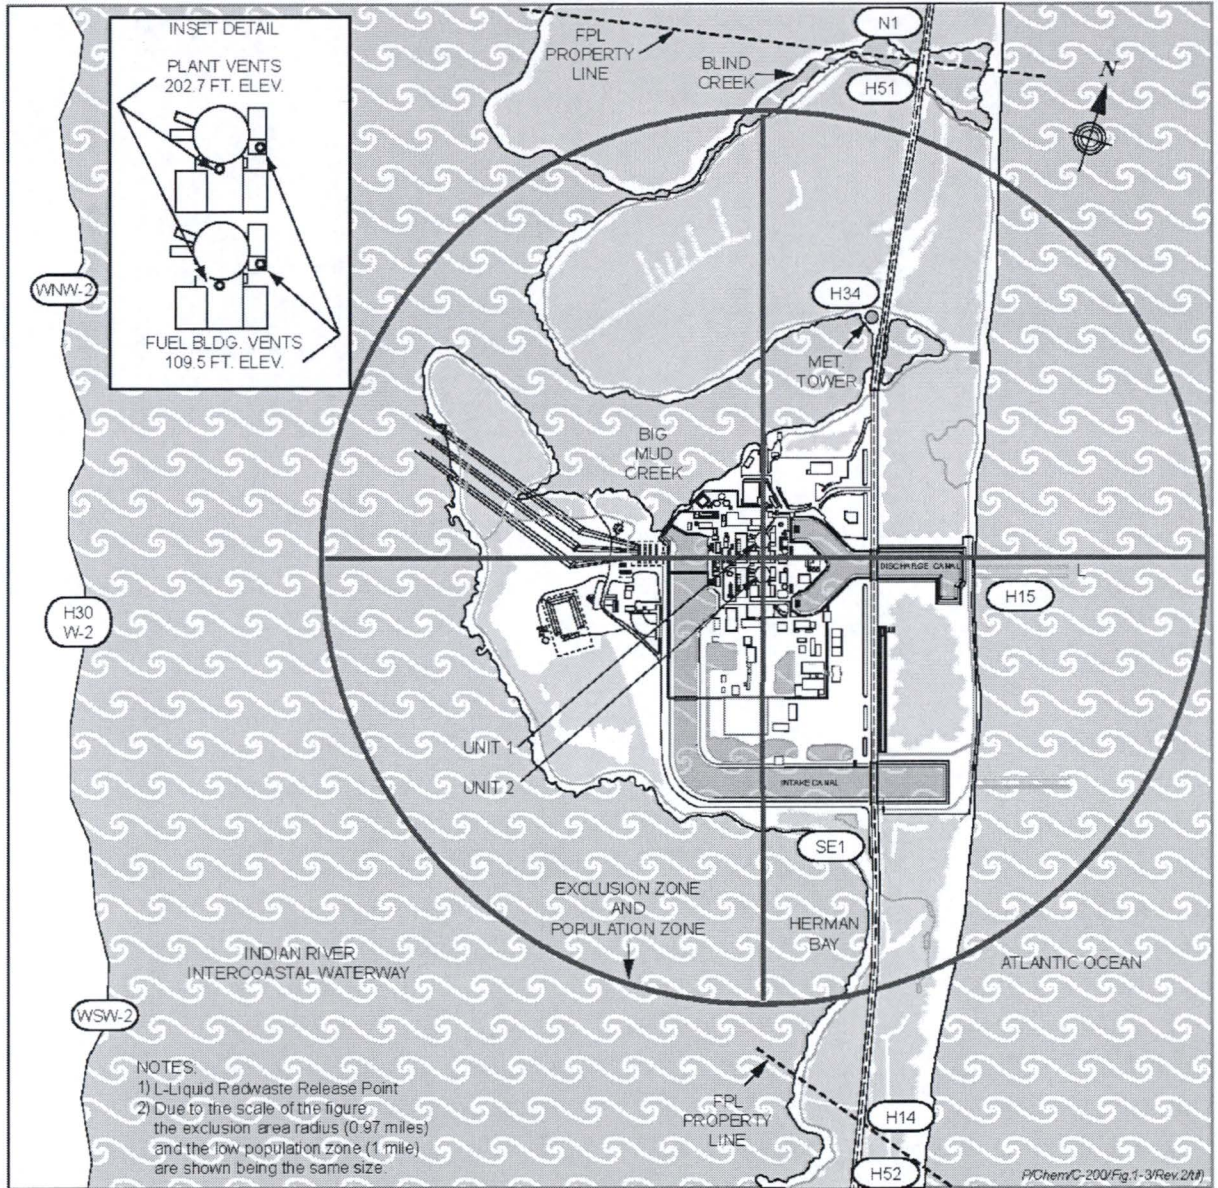 INSET DETAIL
PLANT VENTS
202.7 FT. ELEV.
FUEL BLDG. VENTS
109.5 FT. ELEV.
FPL
PROPERTY
LINE
BLIND
CREEK
N1
H51
N
WNW-2
H34
MET.
TOWER
BIG
MUD
CREEK
DISCHARGE CANAL
L
H15
H30
W-2
UNIT 1
UNIT 2
INTAKE CANAL
SE1
EXCLUSION ZONE
AND
POPULATION ZONE
HERMAN
BAY
INDIAN RIVER
INTERCOASTAL WATERWAY
ATLANTIC OCEAN
WSW-2
NOTES:
1) L-Liquid Radwaste Release Point
2) Due to the scale of the figure
the exclusion area radius (0.97 miles)
and the low population zone (1 mile)
are shown being the same size.
FPL
PROPERTY
LINE
H14
H52
P/Chem/C-200/Fig.1-3/Rev.2/tif)